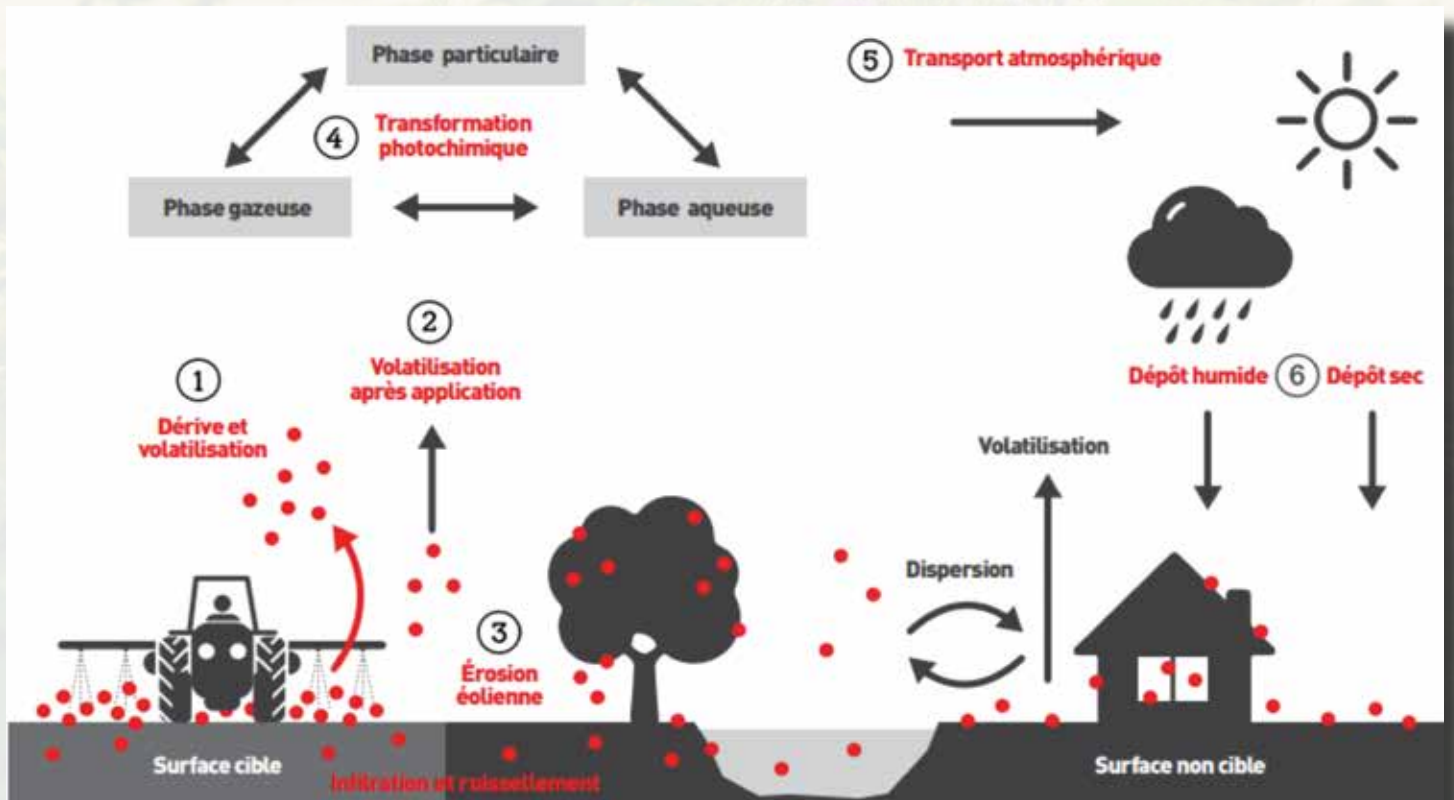 Phase particulaire
5 Transport atmosphérique
4 Transformation
photochimique
Phase gazeuse
Phase aqueuse
2
Volatilisation
après application
1
Dérive et
volatilisation
Dépôt humide 6 Dépôt sec
Volatilisation
Dispersion
3
Érosion
éolienne
Surface cible
Infiltration et ruissellement
Surface non cible